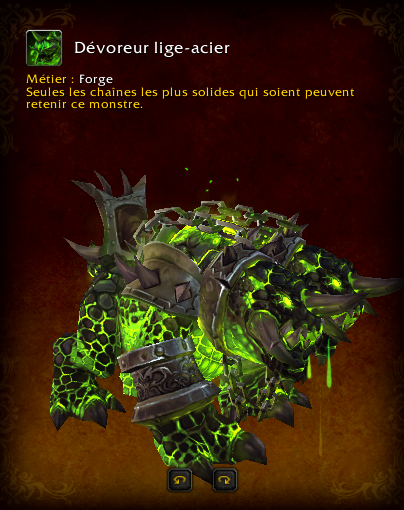 Dévoreur lige-acier
Métier : Forge
Seules les chaînes les plus solides qui soient peuvent
retenir ce monstre.